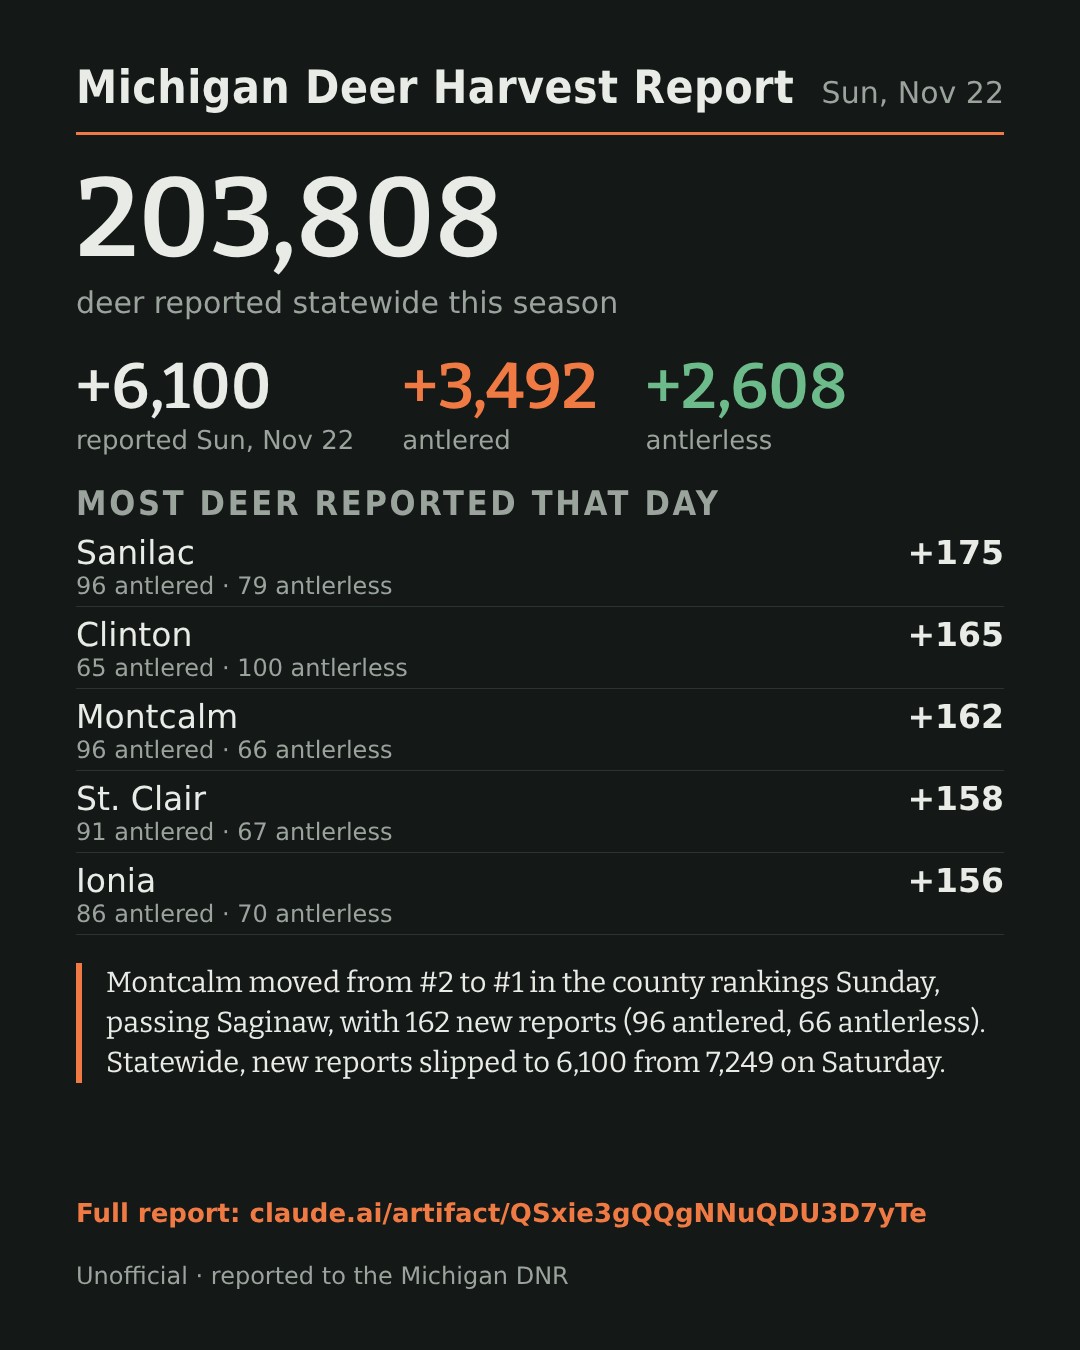 Michigan Deer Harvest Report Sun, Nov 22
203,808
deer reported statewide this season
+6,100 +3,492 +2,608
reported Sun, Nov 22 antlered antlerless
MOST DEER REPORTED THAT DAY
Sanilac +175
96 antlered · 79 antlerless
Clinton +165
65 antlered · 100 antlerless
Montcalm +162
96 antlered · 66 antlerless
St. Clair +158
91 antlered · 67 antlerless
Ionia +156
86 antlered · 70 antlerless
Montcalm moved from #2 to #1 in the county rankings Sunday,
passing Saginaw, with 162 new reports (96 antlered, 66 antlerless).
Statewide, new reports slipped to 6,100 from 7,249 on Saturday.
Full report: claude.ai/artifact/QSxie3gQQgNNuQDU3D7yTe
Unofficial · reported to the Michigan DNR